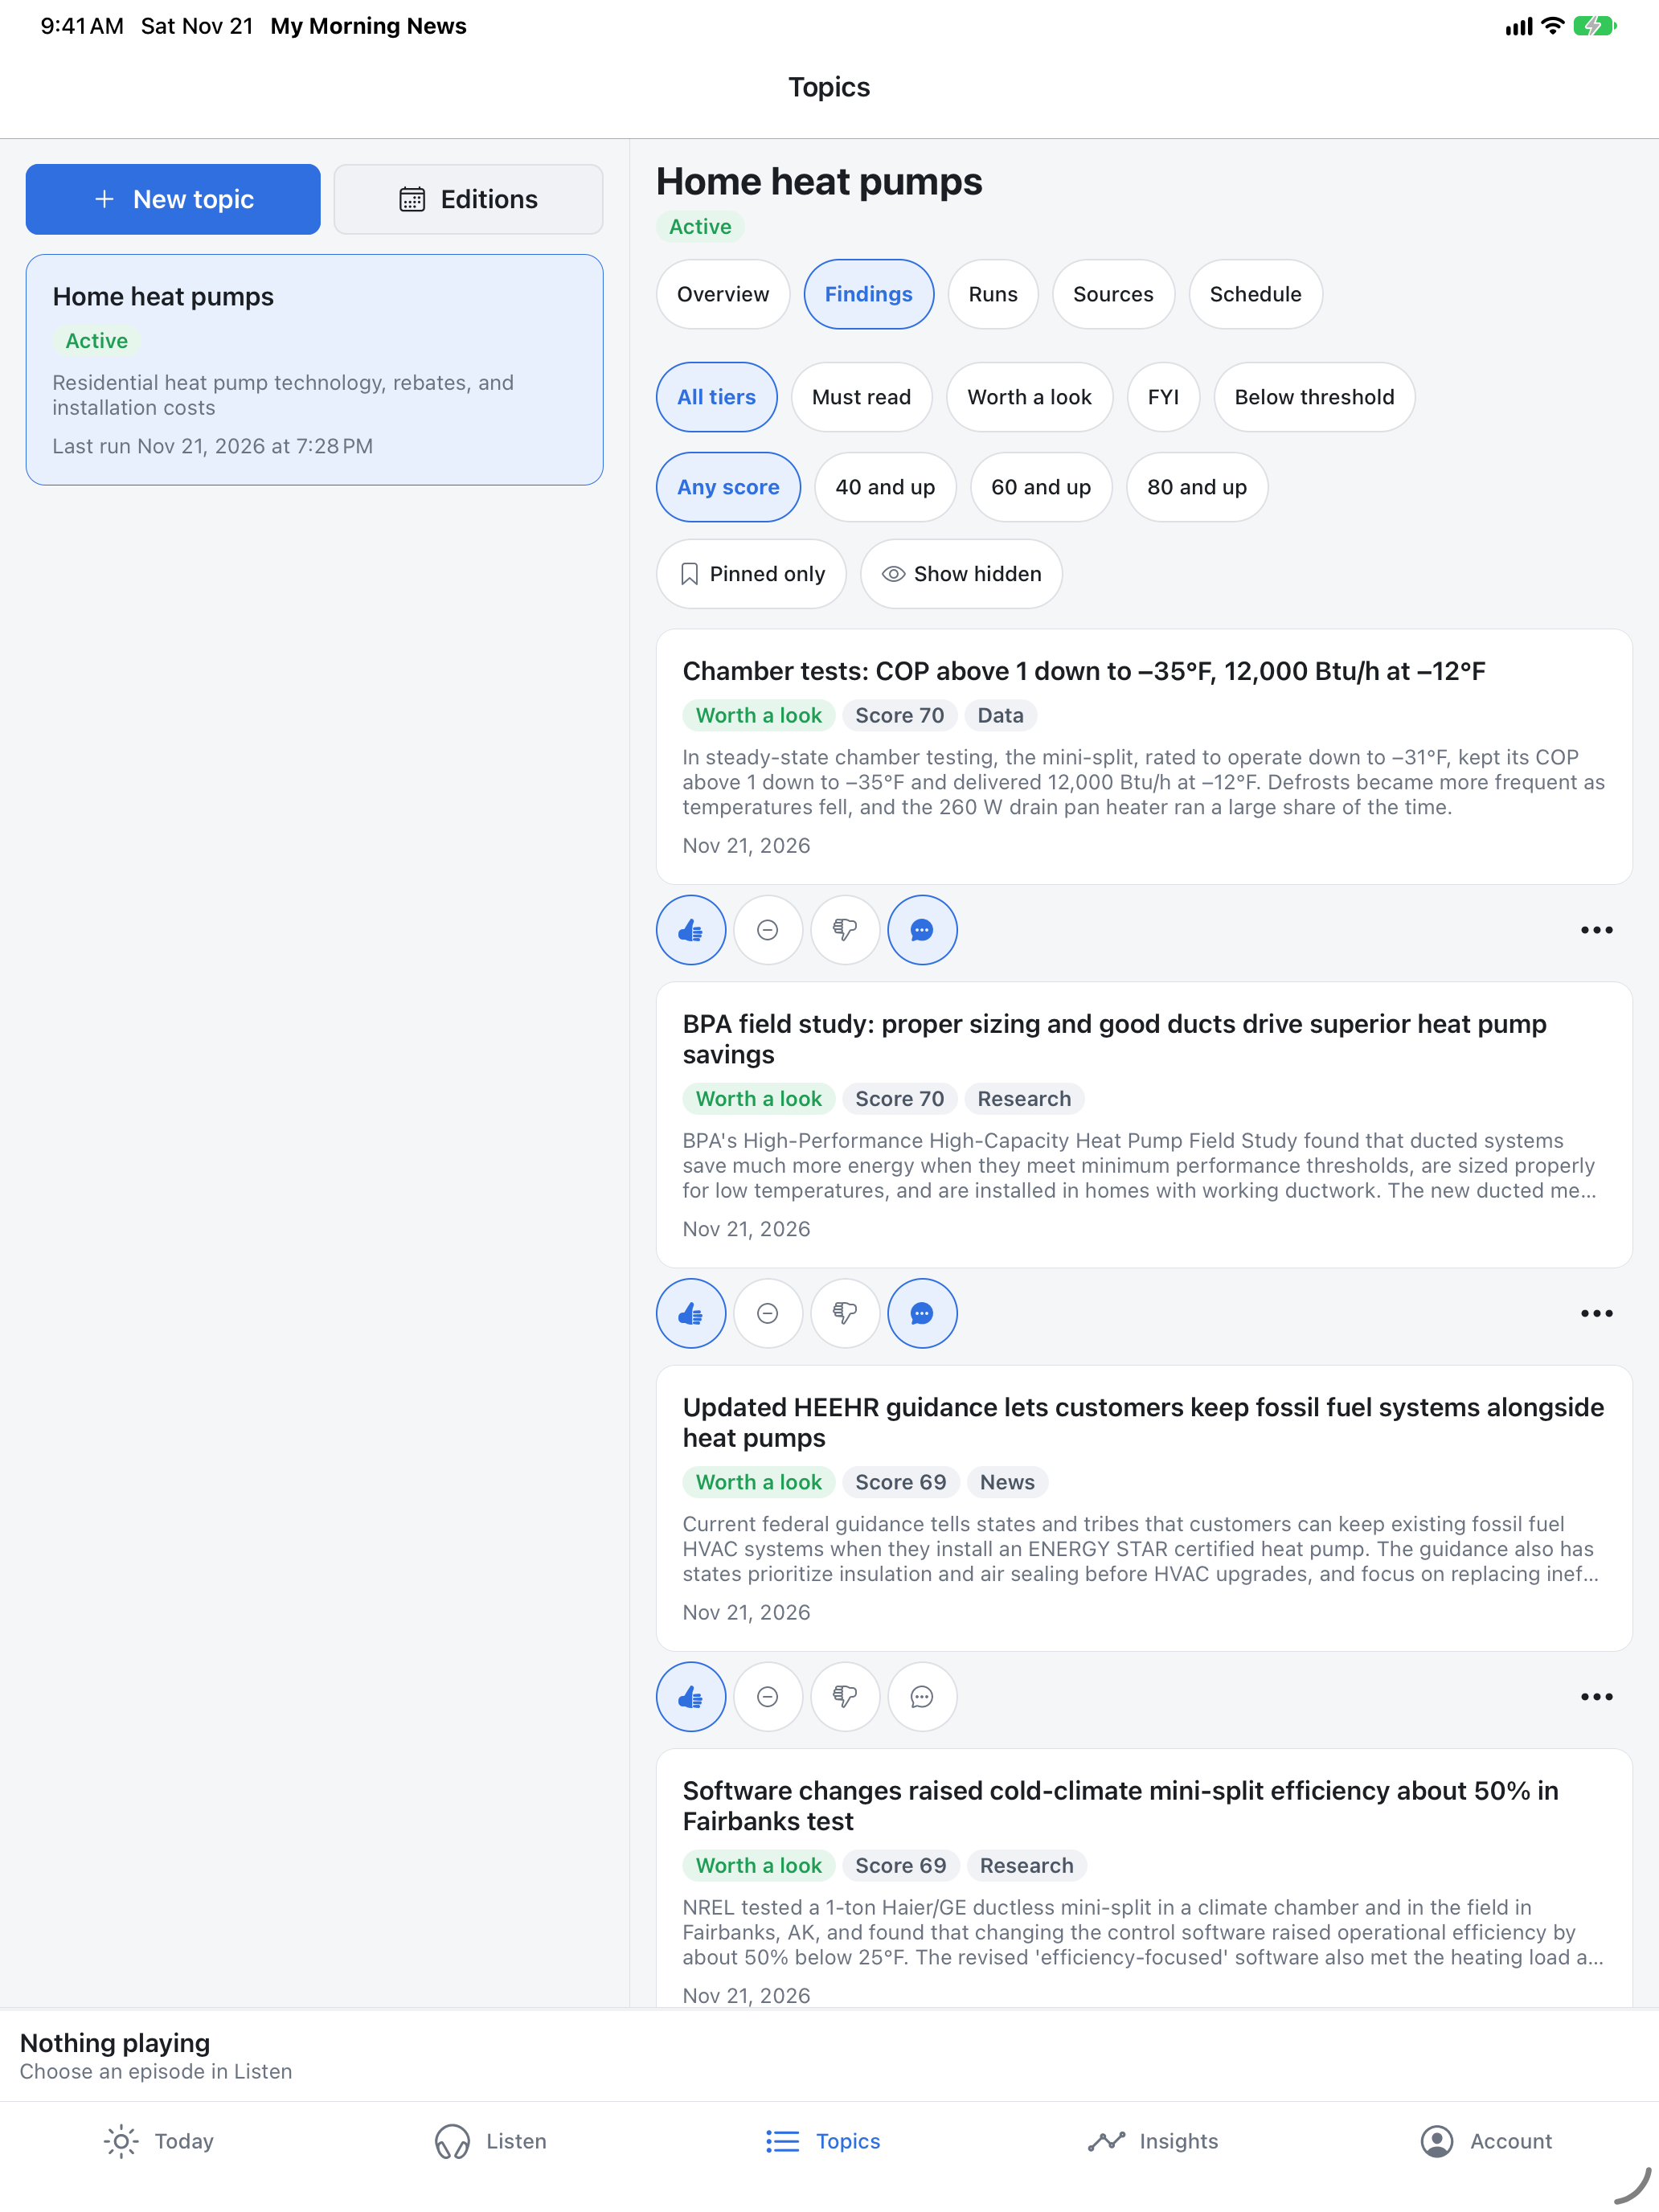 9:41 AM Sat Nov 21 My Morning News
Topics
New topic
Editions
Home heat pumps
Active
Residential heat pump technology, rebates, and
installation costs
Last run Nov 21, 2026 at 7:28 PM
Home heat pumps
Active
Overview
Findings
Runs
Sources
Schedule
All tiers
Must read
Worth a look
FYI
Below threshold
Any score
40 and up
60 and up
80 and up
Pinned only
Show hidden
Chamber tests: COP above 1 down to −35°F, 12,000 Btu/h at −12°F
Worth a look
Score 70
Data
In steady-state chamber testing, the mini-split, rated to operate down to −31°F, kept its COP
above 1 down to −35°F and delivered 12,000 Btu/h at −12°F. Defrosts became more frequent as
temperatures fell, and the 260 W drain pan heater ran a large share of the time.
Nov 21, 2026
BPA field study: proper sizing and good ducts drive superior heat pump
savings
Worth a look
Score 70
Research
BPA's High-Performance High-Capacity Heat Pump Field Study found that ducted systems
save much more energy when they meet minimum performance thresholds, are sized properly
for low temperatures, and are installed in homes with working ductwork. The new ducted me...
Nov 21, 2026
Updated HEEHR guidance lets customers keep fossil fuel systems alongside
heat pumps
Worth a look
Score 69
News
Current federal guidance tells states and tribes that customers can keep existing fossil fuel
HVAC systems when they install an ENERGY STAR certified heat pump. The guidance also has
states prioritize insulation and air sealing before HVAC upgrades, and focus on replacing inef...
Nov 21, 2026
Software changes raised cold-climate mini-split efficiency about 50% in
Fairbanks test
Worth a look
Score 69
Research
NREL tested a 1-ton Haier/GE ductless mini-split in a climate chamber and in the field in
Fairbanks, AK, and found that changing the control software raised operational efficiency by
about 50% below 25°F. The revised 'efficiency-focused' software also met the heating load a...
Nov 21, 2026
Nothing playing
Choose an episode in Listen
Today
Listen
Topics
Insights
Account